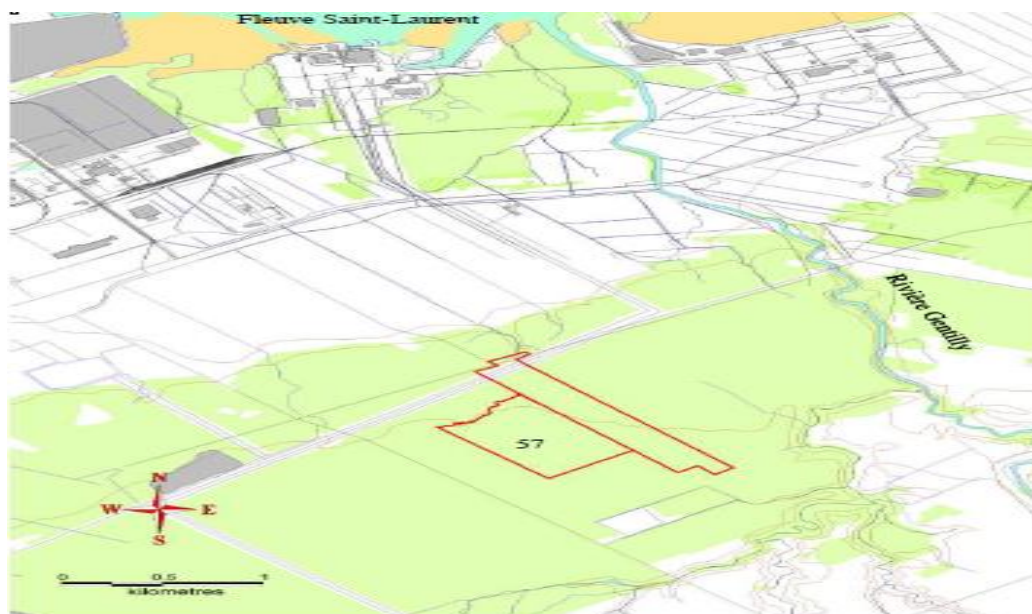 Fleuve Saint-Laurent
Rivière Gentilly
57
N
W E
S
0 0.5 1
kilometres